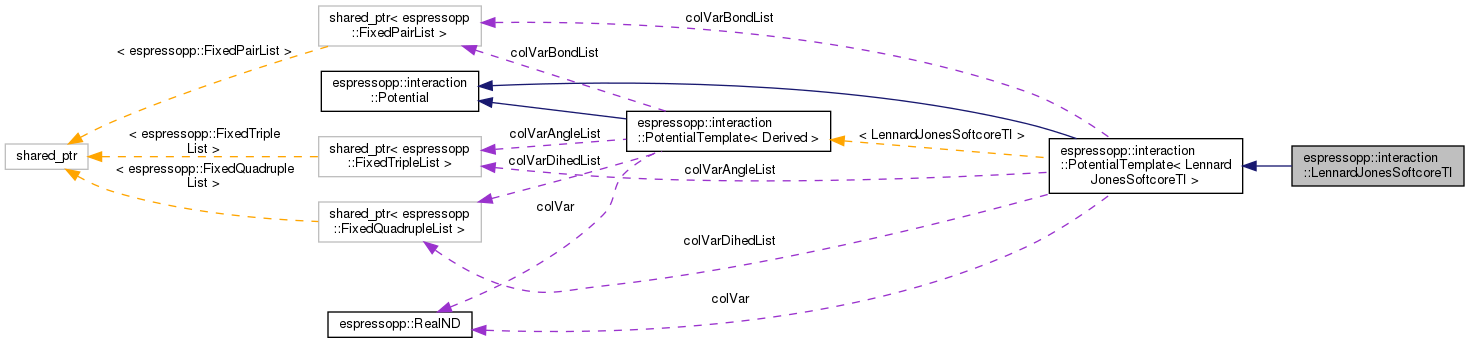 shared_ptr
< espressopp::FixedPairList >
< espressopp::FixedTriple
List >
< espressopp::FixedQuadruple
List >
shared_ptr< espressopp
::FixedPairList >
espressopp::interaction
::Potential
shared_ptr< espressopp
::FixedTripleList >
shared_ptr< espressopp
::FixedQuadrupleList >
espressopp::RealND
colVarBondList
colVarAngleList
colVarDihedList
colVar
espressopp::interaction
::PotentialTemplate< Derived >
colVarBondList
< LennardJonesSoftcoreTI >
colVarAngleList
colVarDihedList
colVar
espressopp::interaction
::PotentialTemplate< Lennard
JonesSoftcoreTI >
espressopp::interaction
::LennardJonesSoftcoreTI